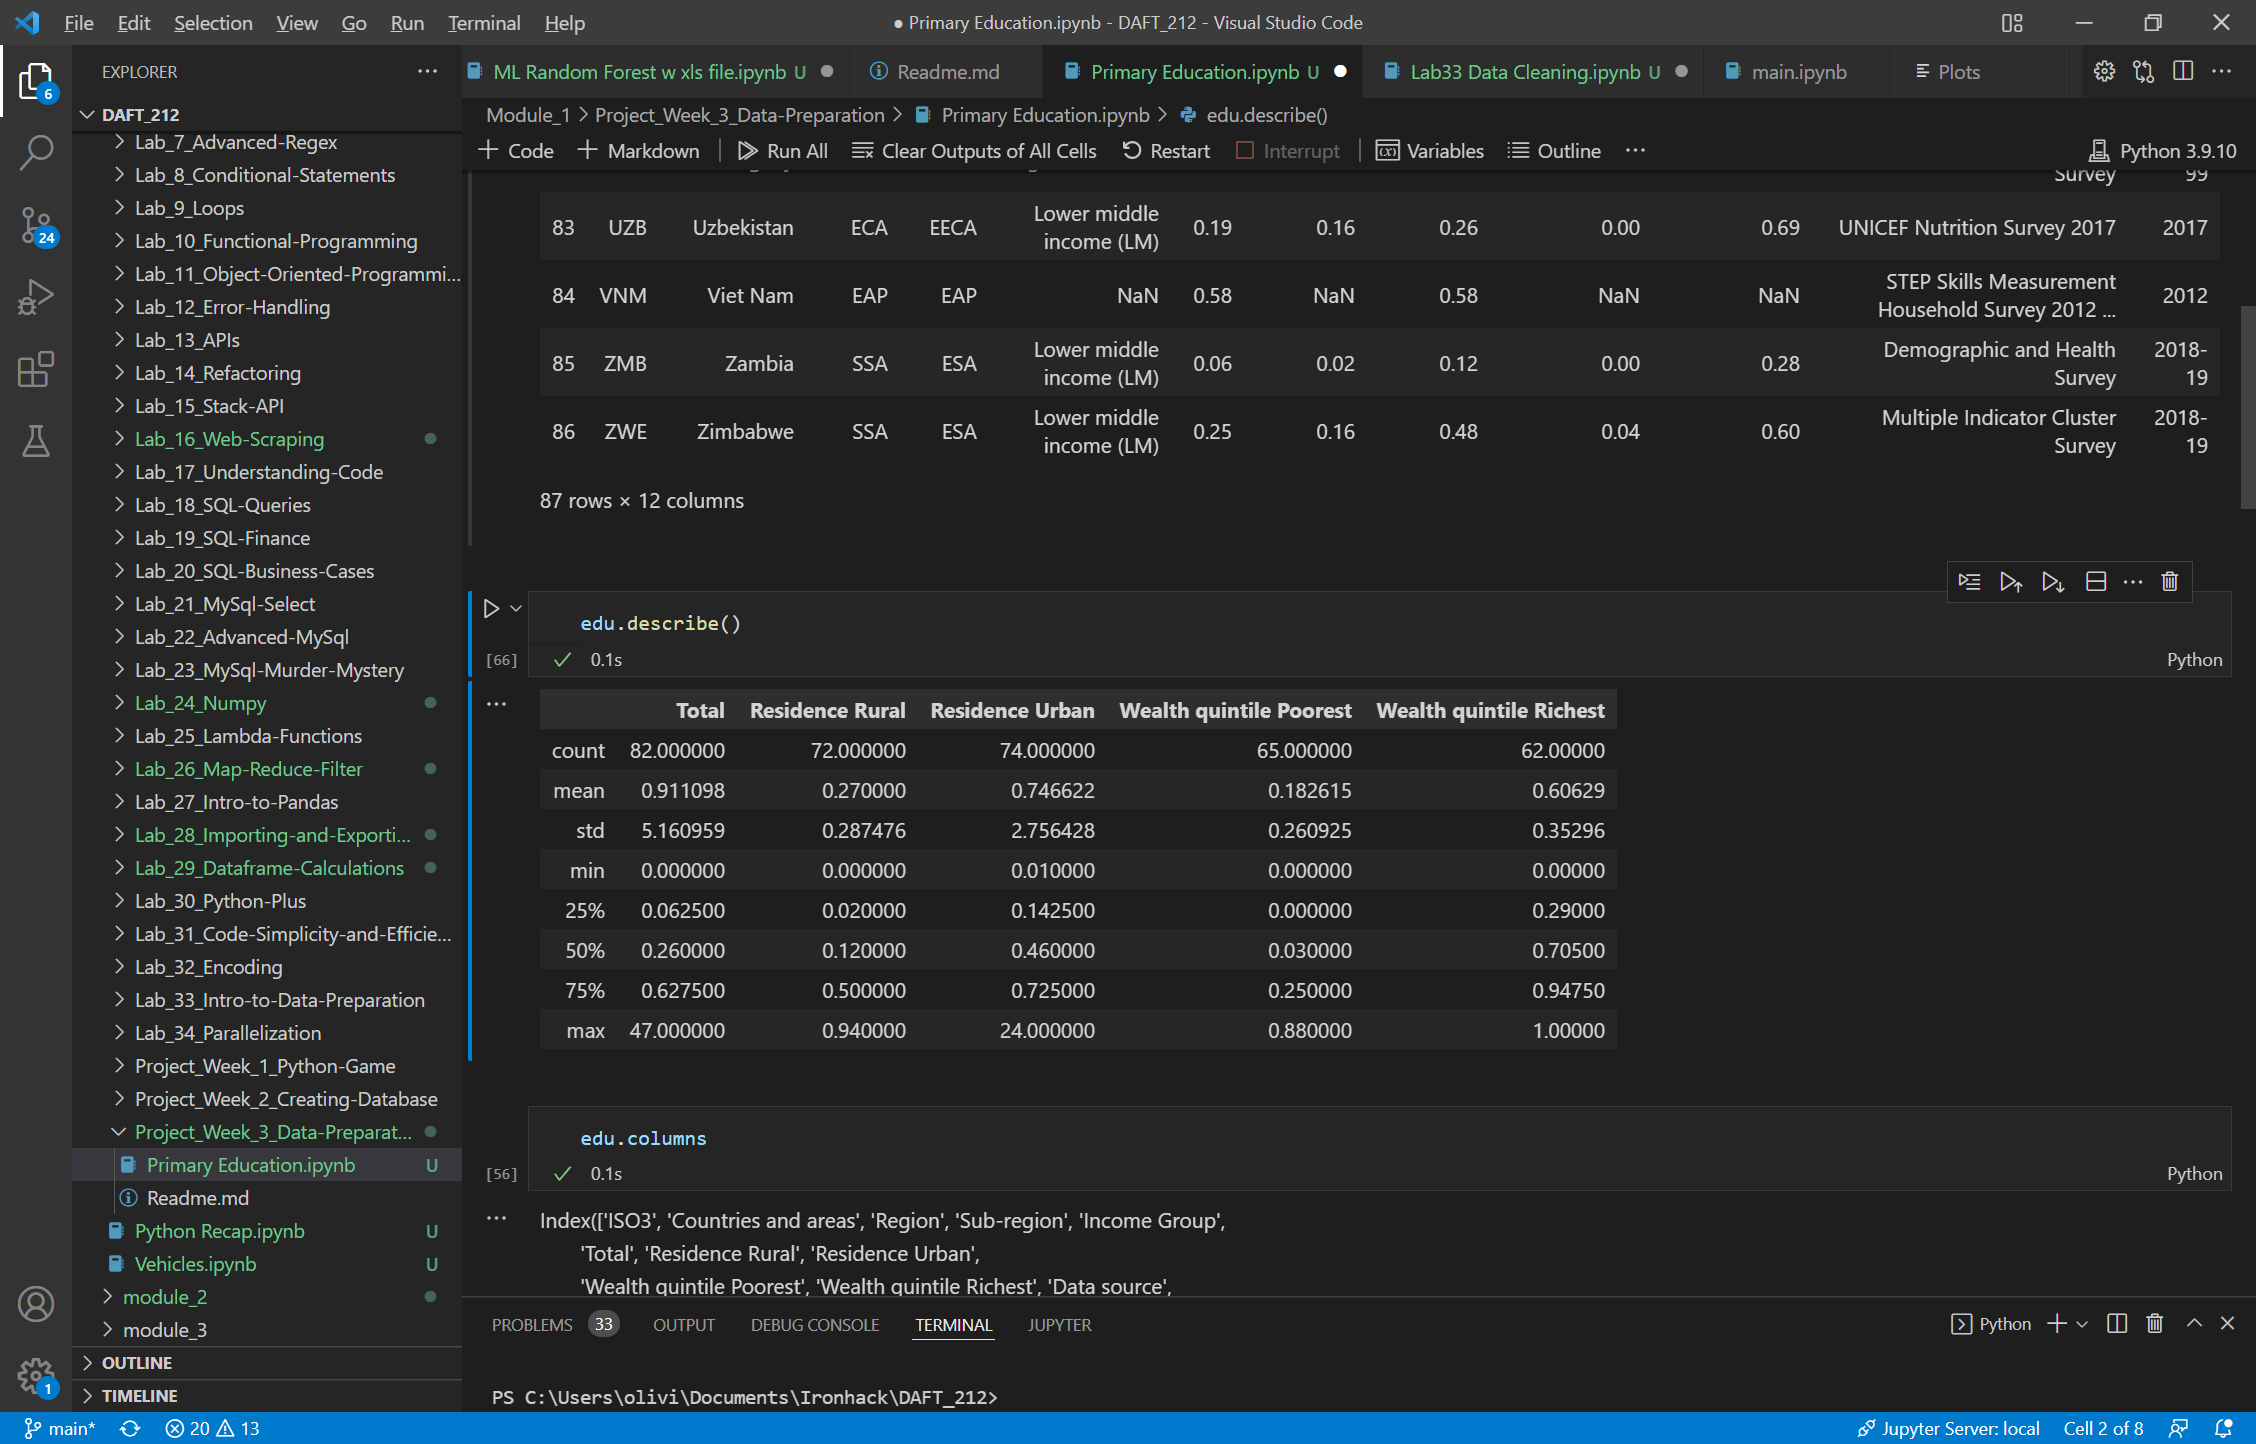 File Edit Selection View Go Run Terminal Help
● Primary Education.ipynb - DAFT_212 - Visual Studio Code
EXPLORER
ML Random Forest w xls file.ipynb U
Readme.md
Primary Education.ipynb U
Lab33 Data Cleaning.ipynb U
main.ipynb
Plots
6
24
1
DAFT_212
Lab_7_Advanced-Regex
Lab_8_Conditional-Statements
Lab_9_Loops
Lab_10_Functional-Programming
Lab_11_Object-Oriented-Programmi...
Lab_12_Error-Handling
Lab_13_APIs
Lab_14_Refactoring
Lab_15_Stack-API
Lab_16_Web-Scraping
Lab_17_Understanding-Code
Lab_18_SQL-Queries
Lab_19_SQL-Finance
Lab_20_SQL-Business-Cases
Lab_21_MySql-Select
Lab_22_Advanced-MySql
Lab_23_MySql-Murder-Mystery
Lab_24_Numpy
Lab_25_Lambda-Functions
Lab_26_Map-Reduce-Filter
Lab_27_Intro-to-Pandas
Lab_28_Importing-and-Exporti...
Lab_29_Dataframe-Calculations
Lab_30_Python-Plus
Lab_31_Code-Simplicity-and-Efficie...
Lab_32_Encoding
Lab_33_Intro-to-Data-Preparation
Lab_34_Parallelization
Project_Week_1_Python-Game
Project_Week_2_Creating-Database
Project_Week_3_Data-Preparat...
Primary Education.ipynb U
Readme.md
Python Recap.ipynb U
Vehicles.ipynb U
module_2
module_3
OUTLINE
TIMELINE
Module_1 > Project_Week_3_Data-Preparation > Primary Education.ipynb > edu.describe()
+ Code + Markdown Run All Clear Outputs of All Cells Restart Interrupt Variables Outline ... Python 3.9.10
Survey 99
83 UZB Uzbekistan ECA EECA Lower middle income (LM) 0.19 0.16 0.26 0.00 0.69 UNICEF Nutrition Survey 2017 2017
84 VNM Viet Nam EAP EAP NaN 0.58 NaN 0.58 NaN NaN STEP Skills Measurement Household Survey 2012 ... 2012
85 ZMB Zambia SSA ESA Lower middle income (LM) 0.06 0.02 0.12 0.00 0.28 Demographic and Health Survey 2018-19
86 ZWE Zimbabwe SSA ESA Lower middle income (LM) 0.25 0.16 0.48 0.04 0.60 Multiple Indicator Cluster Survey 2018-19
87 rows × 12 columns
edu.describe()
[66] 0.1s Python
Total Residence Rural Residence Urban Wealth quintile Poorest Wealth quintile Richest
count 82.000000 72.000000 74.000000 65.000000 62.00000
mean 0.911098 0.270000 0.746622 0.182615 0.60629
std 5.160959 0.287476 2.756428 0.260925 0.35296
min 0.000000 0.000000 0.010000 0.000000 0.00000
25% 0.062500 0.020000 0.142500 0.000000 0.29000
50% 0.260000 0.120000 0.460000 0.030000 0.70500
75% 0.627500 0.500000 0.725000 0.250000 0.94750
max 47.000000 0.940000 24.000000 0.880000 1.00000
edu.columns
[56] 0.1s Python
Index(['ISO3', 'Countries and areas', 'Region', 'Sub-region', 'Income Group',
'Total', 'Residence Rural', 'Residence Urban',
'Wealth quintile Poorest', 'Wealth quintile Richest', 'Data source',
PROBLEMS 33 OUTPUT DEBUG CONSOLE TERMINAL JUPYTER Python
PS C:\Users\olivi\Documents\Ironhack\DAFT_212>
main* 20 13 Jupyter Server: local Cell 2 of 8